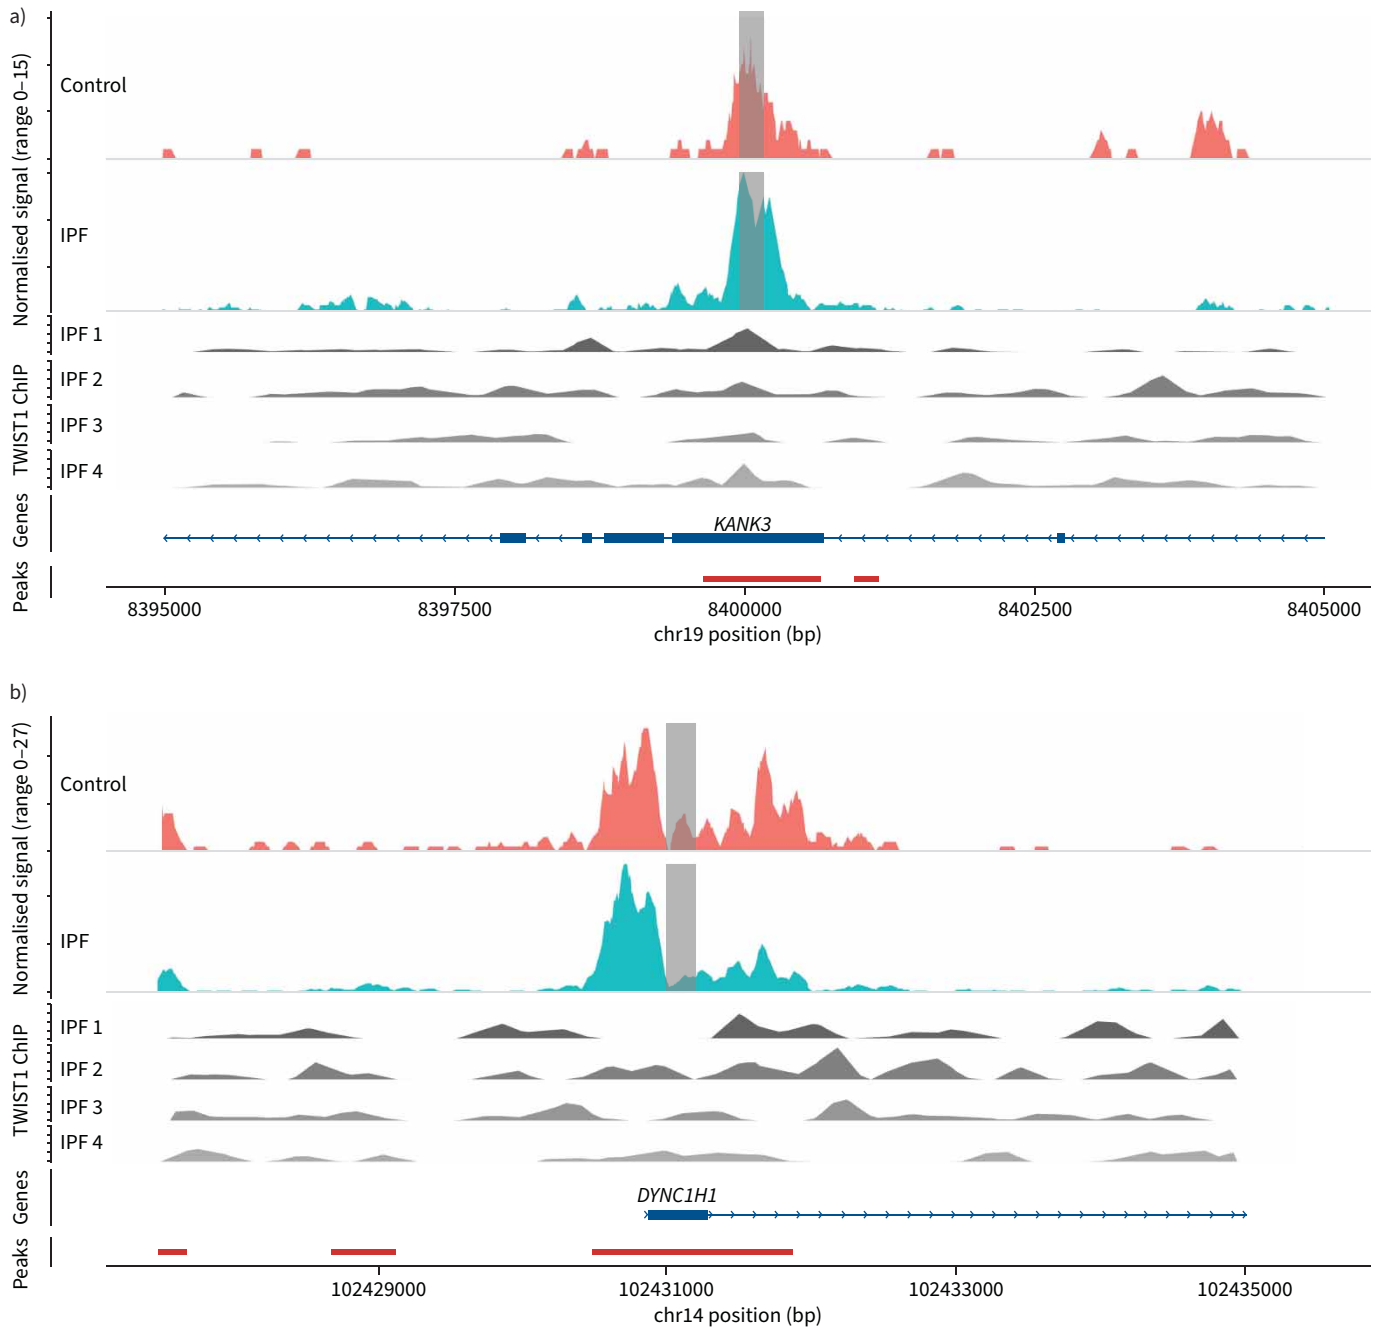 a)
Normalised signal (range 0–15)
Control
IPF
TWIST1 ChIP
IPF 1
IPF 2
IPF 3
IPF 4
Genes
KANK3
Peaks
8395000 8397500 8400000 8402500 8405000
chr19 position (bp)
b)
Normalised signal (range 0–27)
Control
IPF
TWIST1 ChIP
IPF 1
IPF 2
IPF 3
IPF 4
Genes
DYNC1H1
Peaks
102429000 102431000 102433000 102435000
chr14 position (bp)